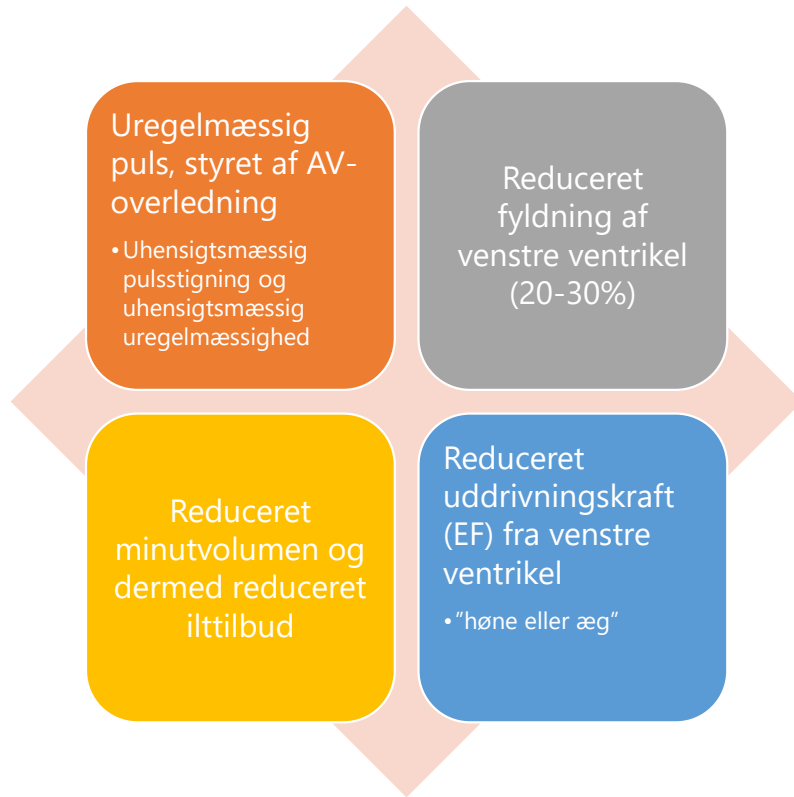 Uregelmæssig
puls, styret af AV-
overledning
•Uhensigtsmæssig
pulsstigning og
uhensigtsmæssig
uregelmæssighed
Reduceret
fyldning af
venstre ventrikel
(20-30%)
Reduceret
minutvolumen og
dermed reduceret
ilttilbud
Reduceret
uddrivningskraft
(EF) fra venstre
ventrikel
•”høne eller æg”